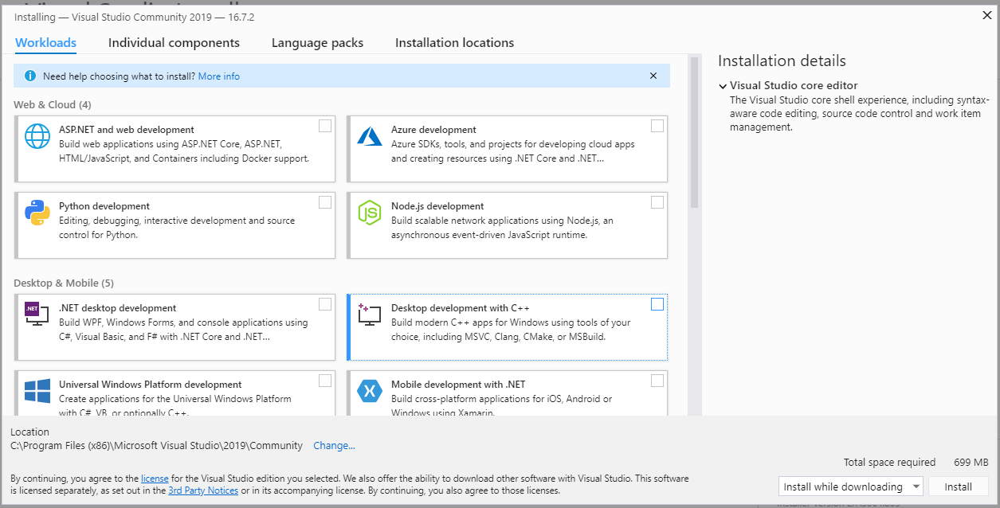 Installing — Visual Studio Community 2019 — 16.7.2
Workloads
Individual components
Language packs
Installation locations
Need help choosing what to install? More info
Web & Cloud (4)
ASP.NET and web development
Build web applications using ASP.NET Core, ASP.NET,
HTML/JavaScript, and Containers including Docker support.
Azure development
Azure SDKs, tools, and projects for developing cloud apps
and creating resources using .NET Core and .NET...
Python development
Editing, debugging, interactive development and source
control for Python.
JS
Node.js development
Build scalable network applications using Node.js, an
asynchronous event-driven JavaScript runtime.
Desktop & Mobile (5)
.NET
.NET desktop development
Build WPF, Windows Forms, and console applications using
C#, Visual Basic, and F# with .NET Core and .NET...
Desktop development with C++
Build modern C++ apps for Windows using tools of your
choice, including MSVC, Clang, CMake, or MSBuild.
Universal Windows Platform development
Create applications for the Universal Windows Platform
with C#, VB, or optionally C++.
Mobile development with .NET
Build cross-platform applications for iOS, Android or
Windows using Xamarin.
Installation details
Visual Studio core editor
The Visual Studio core shell experience, including syntax-
aware code editing, source code control and work item
management.
Location
C:\Program Files (x86)\Microsoft Visual Studio\2019\Community Change...
Total space required 699 MB
By continuing, you agree to the license for the Visual Studio edition you selected. We also offer the ability to download other software with Visual Studio. This software
is licensed separately, as set out in the 3rd Party Notices or in its accompanying license. By continuing, you also agree to those licenses.
Install while downloading
Install